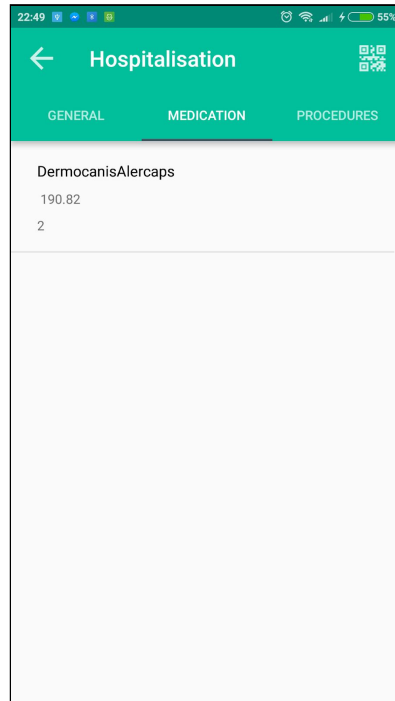 22:49 55%
Hospitalisation
GENERAL MEDICATION PROCEDURES
DermocanisAlercaps
190.82
2